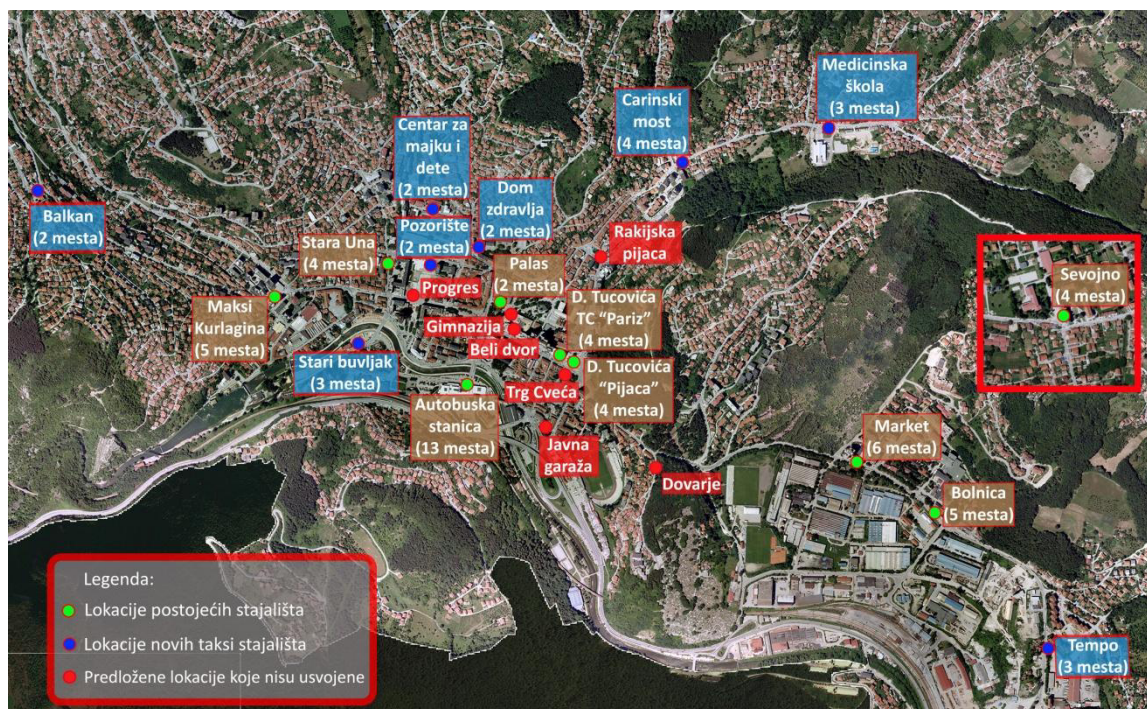 Medicinska
škola
(3 mesta)
Carinski
most
(4 mesta)
Centar za
majku i
dete
(2 mesta)
Dom
zdravlja
(2 mesta)
Balkan
(2 mesta)
Pozorište
(2 mesta)
Stara Una
(4 mesta)
Rakijska
pijaca
Palas
(2 mesta)
Sevojno
(4 mesta)
Progres
Maksi
Kurlagina
(5 mesta)
D. Tucovića
TC "Pariz"
(4 mesta)
Gimnazija
Beli dvor
Stari buvljak
(3 mesta)
Trg Cveća
D. Tucovića
"Pijaca"
(4 mesta)
Autobuska
stanica
(13 mesta)
Javna
garaža
Market
(6 mesta)
Dovarje
Bolnica
(5 mesta)
Tempo
(3 mesta)
Legenda:
Lokacije postojećih stajališta
Lokacije novih taksi stajališta
Predložene lokacije koje nisu usvojene